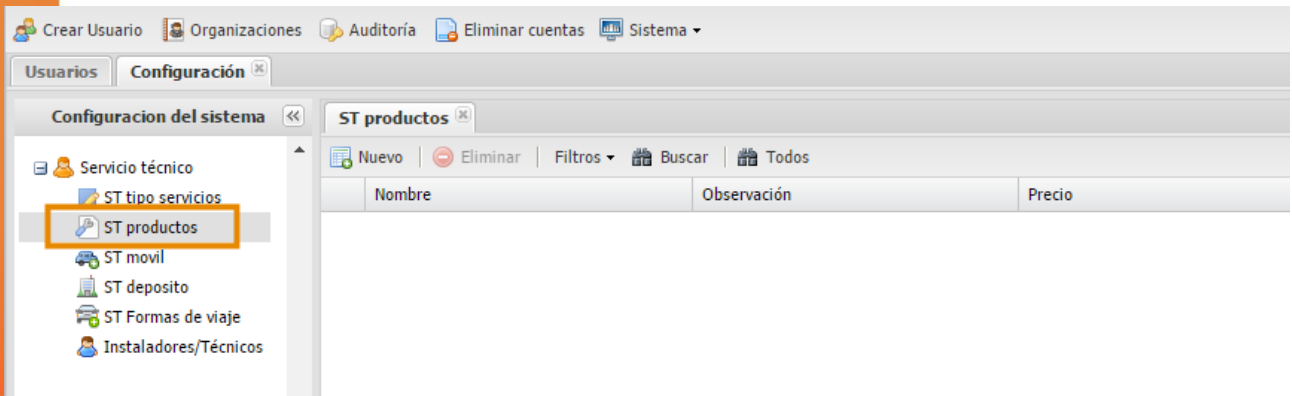 Crear Usuario Organizaciones Auditoría Eliminar cuentas Sistema
Usuarios Configuración
Configuracion del sistema
ST productos
Nuevo Eliminar Filtros Buscar Todos
Nombre Observación Precio
Servicio técnico
ST tipo servicios
ST productos
ST movil
ST deposito
ST Formas de viaje
Instaladores/Técnicos